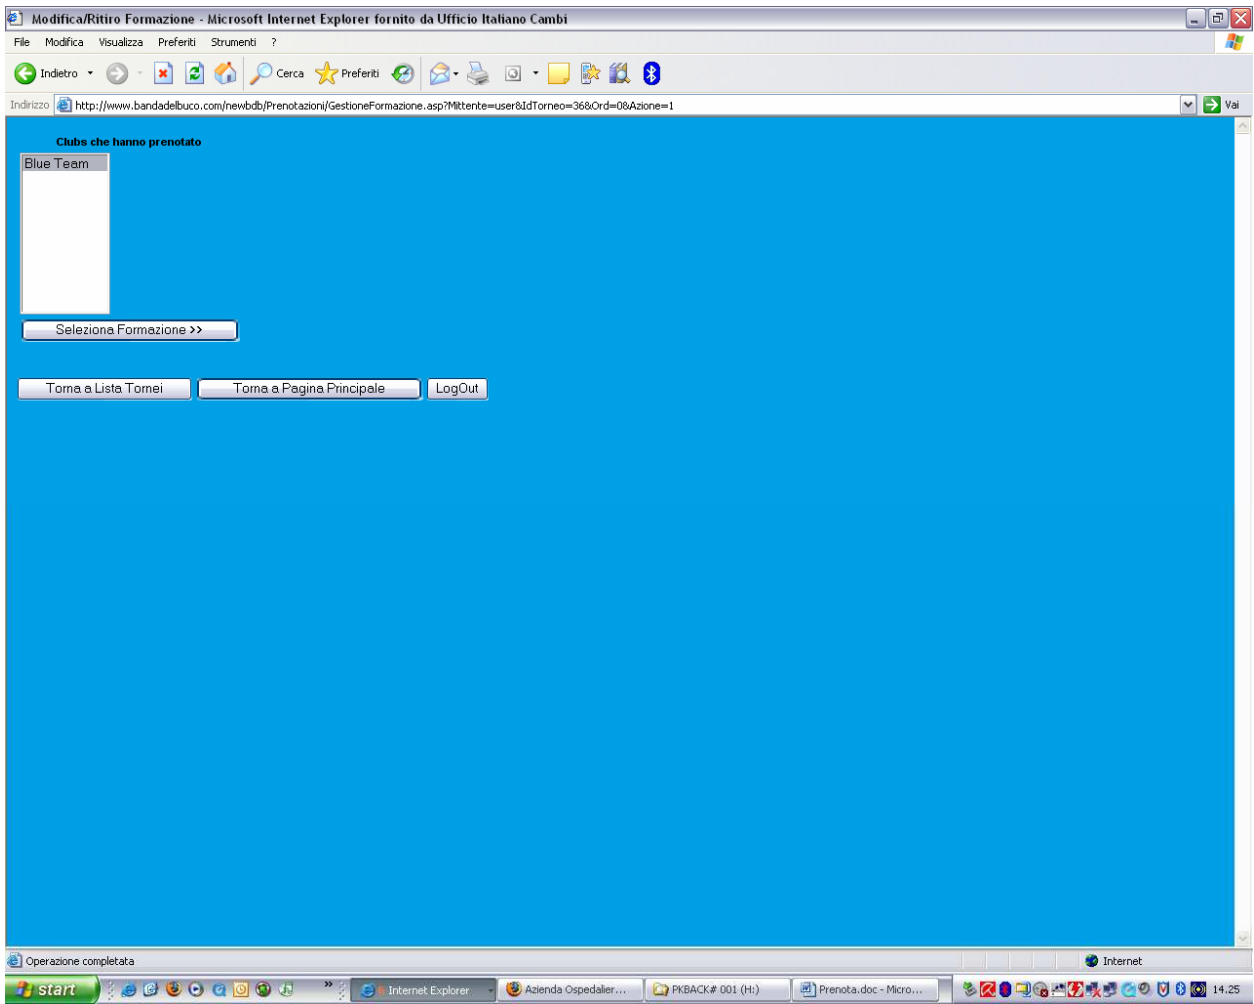 Modifica/Ritiro Formazione - Microsoft Internet Explorer fornito da Ufficio Italiano Cambi
File Modifica Visualizza Preferiti Strumenti ?
Indietro Cerca Preferiti
Indirizzo http://www.bandadelbuco.com/newbdb/Prenotazioni/GestioneFormazione.asp?Mittente=user&IdTorneo=36&Ord=0&Azione=1 Vai
Clubs che hanno prenotato
Blue Team
Seleziona Formazione >>
Torna a Lista Tornei Torna a Pagina Principale LogOut
Operazione completata Internet
start » 6 Internet Explorer Azienda Ospedalier... PKBACK# 001 (H:) Prenota.doc - Micro... 14.25